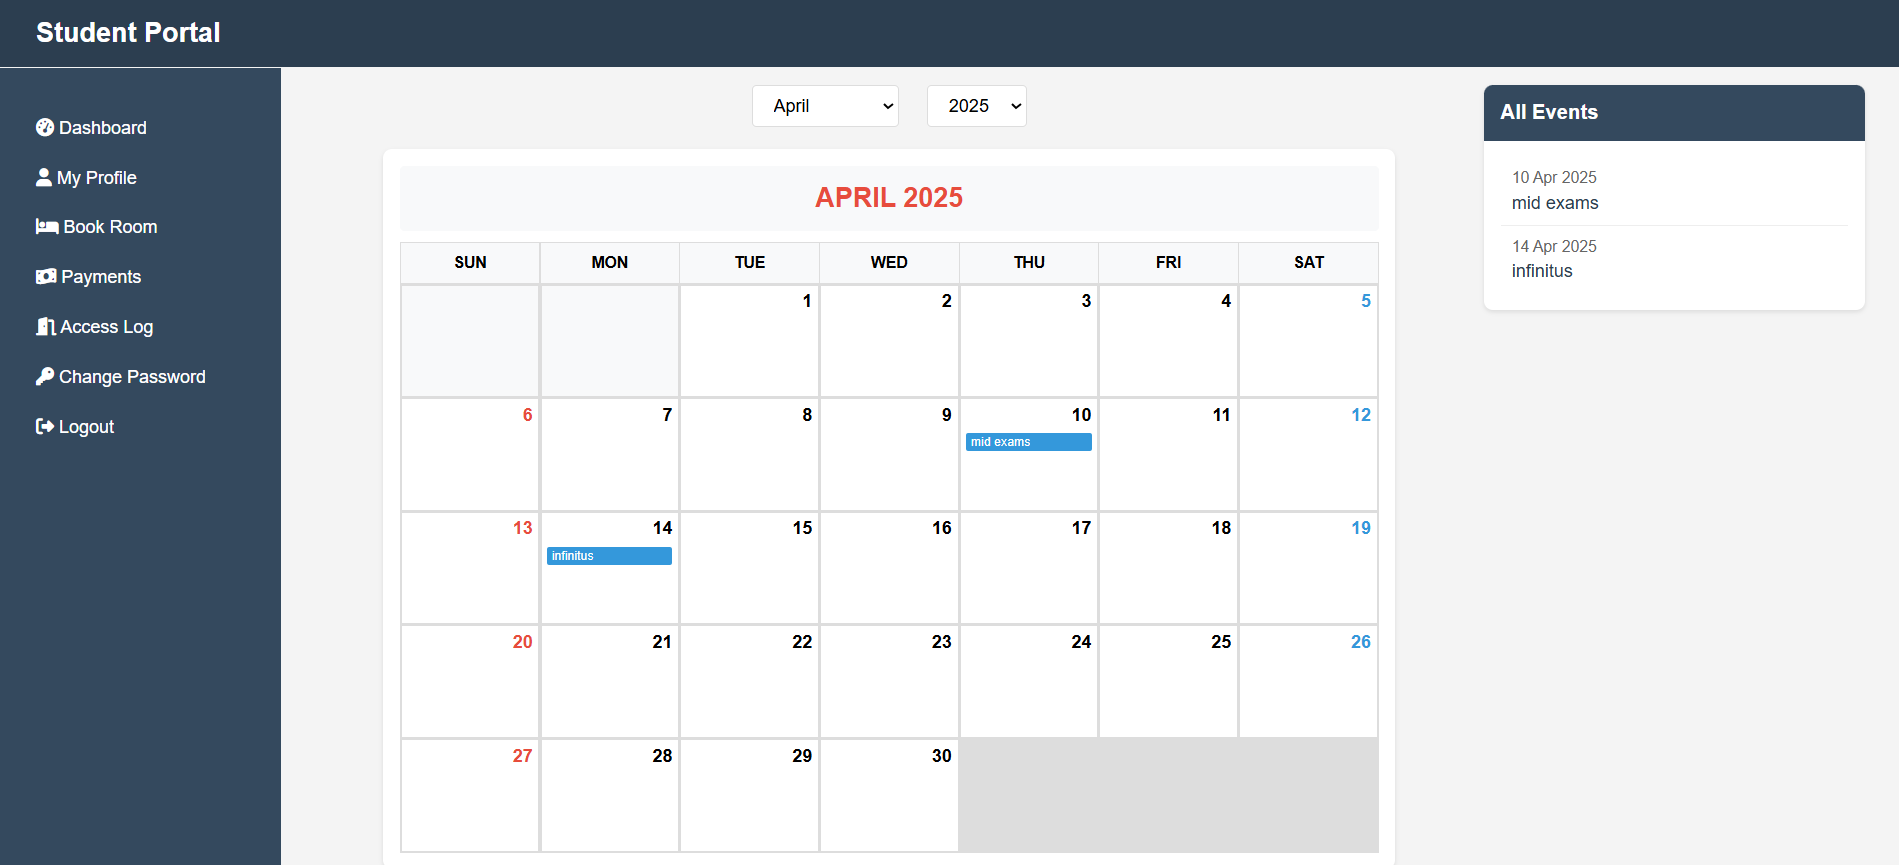 Student Portal
Dashboard
My Profile
Book Room
Payments
Access Log
Change Password
Logout
April 2025
APRIL 2025
SUN MON TUE WED THU FRI SAT
1 2 3 4 5
6 7 8 9 10 11 12
mid exams
13 14 15 16 17 18 19
infinitus
20 21 22 23 24 25 26
27 28 29 30
All Events
10 Apr 2025
mid exams
14 Apr 2025
infinitus